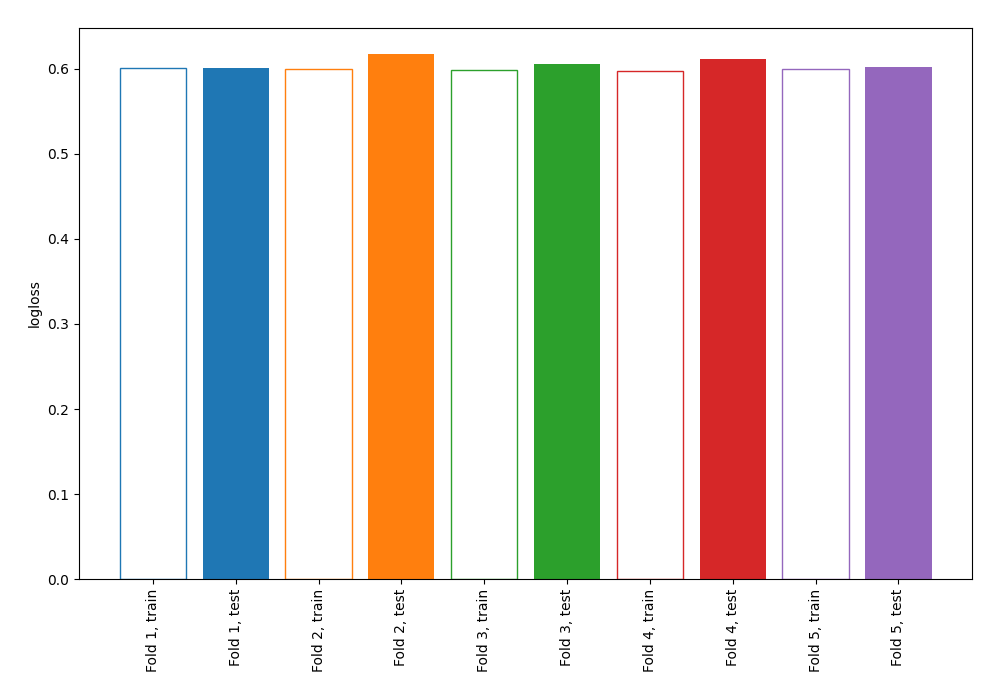 0.6
0.5
0.4
0.3
0.2
0.1
0.0
logloss
Fold 1, train
Fold 1, test
Fold 2, train
Fold 2, test
Fold 3, train
Fold 3, test
Fold 4, train
Fold 4, test
Fold 5, train
Fold 5, test